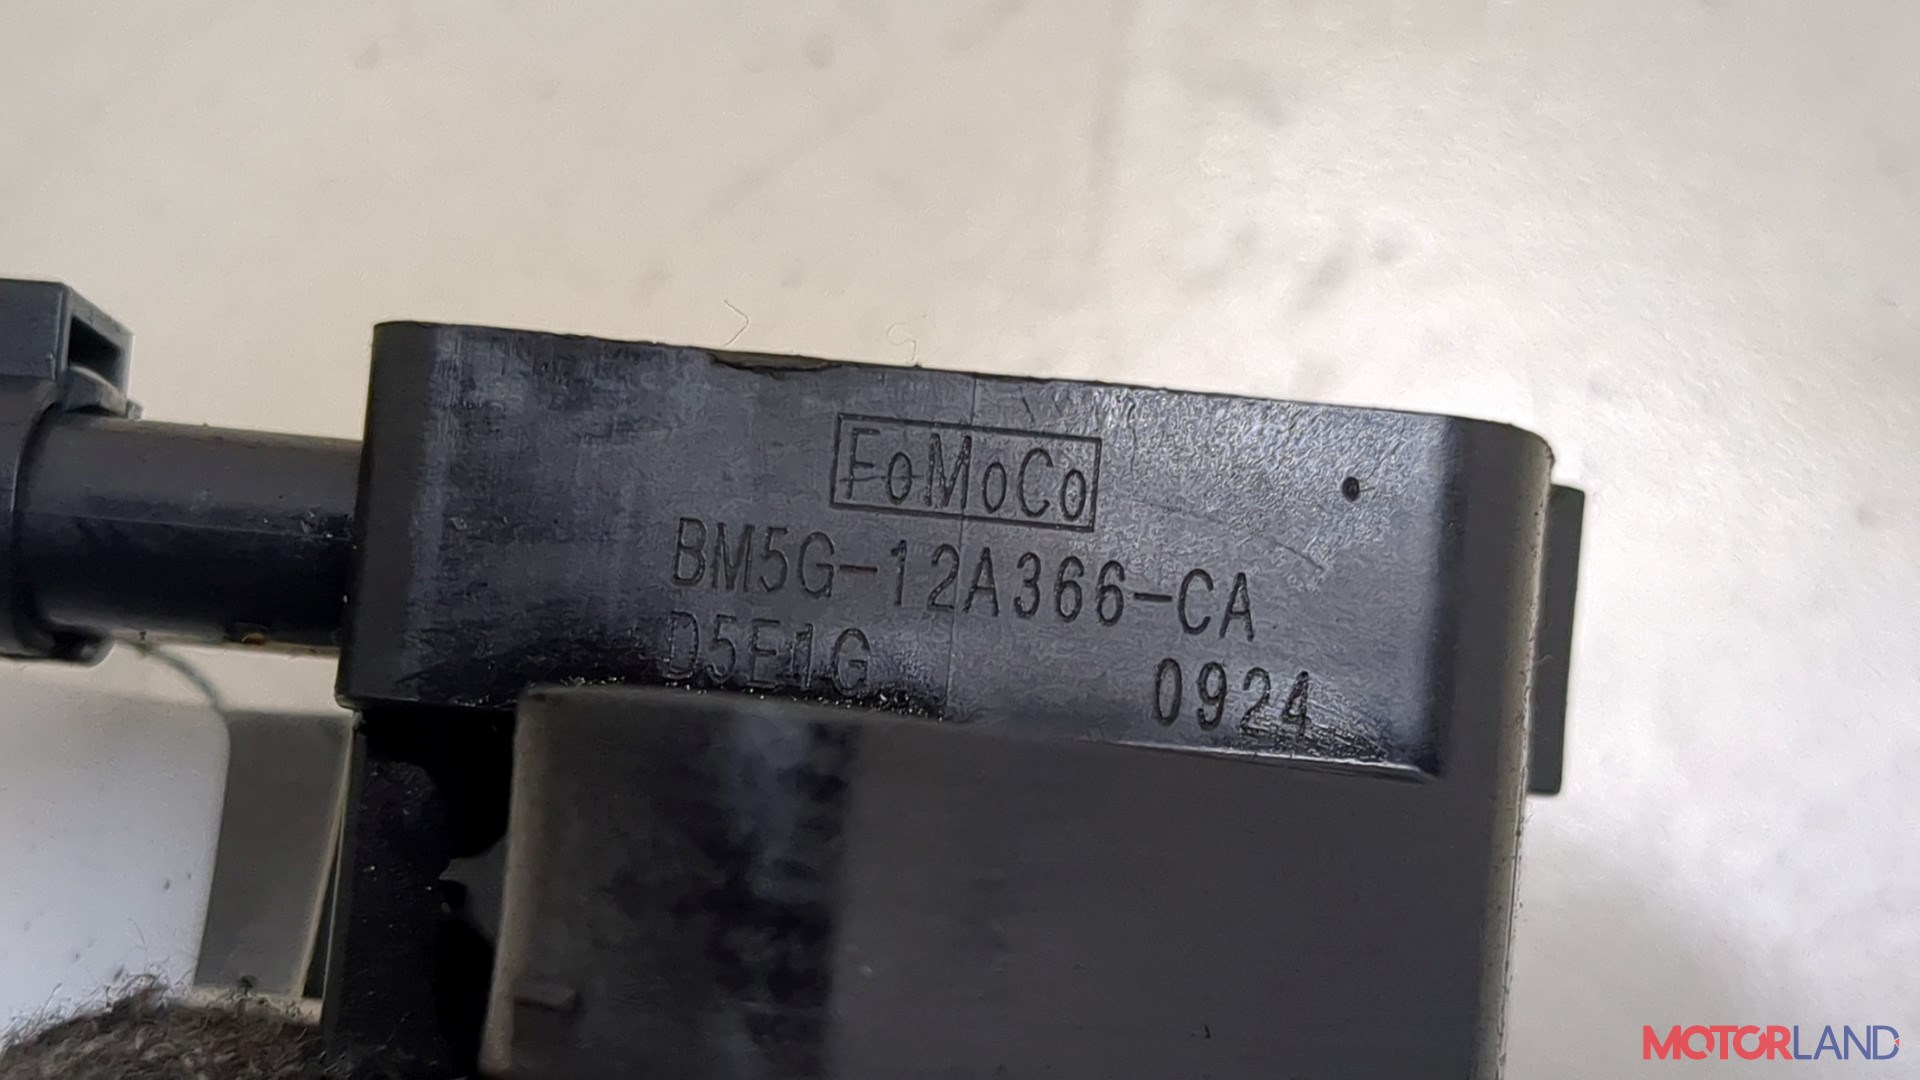 FoMoCo
BM5G-12A366-CA
D5E1G 0924
MOTORLAND